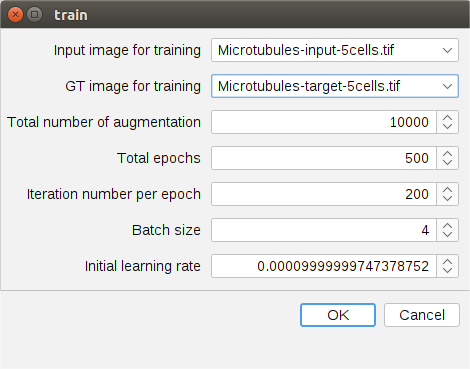 train
Input image for training Microtubules-input-5cells.tif
GT image for training Microtubules-target-5cells.tif
Total number of augmentation 10000
Total epochs 500
Iteration number per epoch 200
Batch size 4
Initial learning rate 0.00009999999747378752
OK Cancel